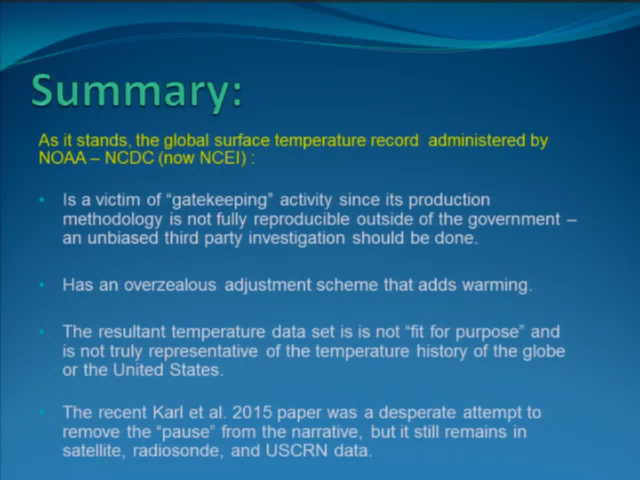 Summary:
As it stands, the global surface temperature record administered by
NOAA – NCDC (now NCEI) :
• Is a victim of “gatekeeping” activity since its production
methodology is not fully reproducible outside of the government –
an unbiased third party investigation should be done.
• Has an overzealous adjustment scheme that adds warming.
• The resultant temperature data set is is not “fit for purpose” and
is not truly representative of the temperature history of the globe
or the United States.
• The recent Karl et al. 2015 paper was a desperate attempt to
remove the “pause” from the narrative, but it still remains in
satellite, radiosonde, and USCRN data.